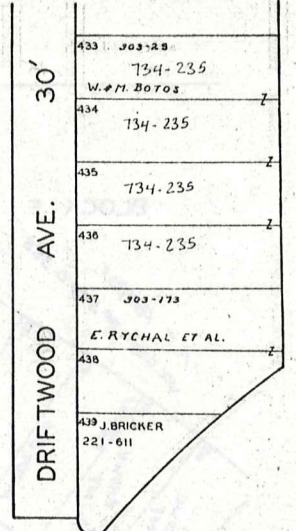 DRIFTWOOD AVE. 30'
433 303-25
734-235
W. & M. BOTOS
Z
434
734-235
Z
435
734-235
Z
436
734-235
Z
437 303-173
E. RYCHAL ET AL.
Z
438
439 J. BRICKER
221-611